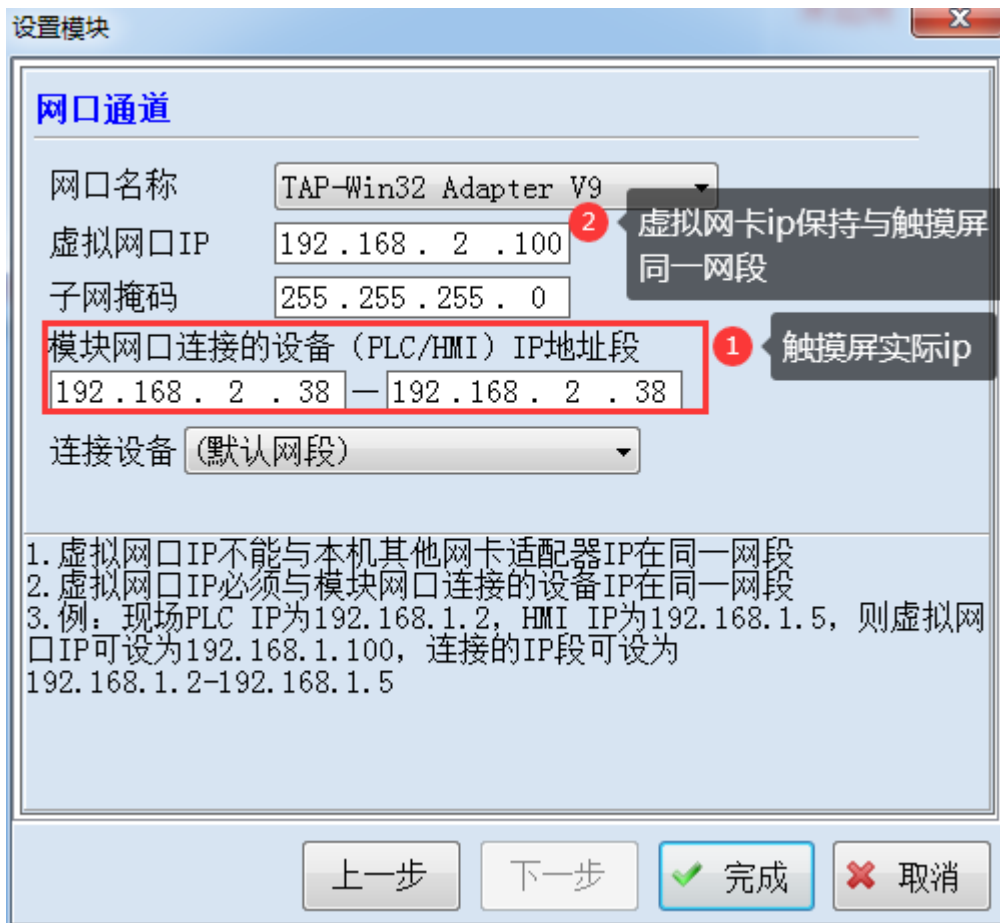 设置模块
网口通道
网口名称 TAP-Win32 Adapter V9
虚拟网口IP 192 .168 . 2 .100
2 虚拟网卡ip保持与触摸屏
同一网段
子网掩码 255 .255 .255 . 0
模块网口连接的设备（PLC/HMI）IP地址段
192 .168 . 2 . 38 — 192 .168 . 2 . 38
1 触摸屏实际ip
连接设备 (默认网段)
1.虚拟网口IP不能与本机其他网卡适配器IP在同一网段
2.虚拟网口IP必须与模块网口连接的设备IP在同一网段
3.例：现场PLC IP为192.168.1.2，HMI IP为192.168.1.5，则虚拟网
口IP可设为192.168.1.100，连接的IP段可设为
192.168.1.2-192.168.1.5
上一步 下一步 完成 取消